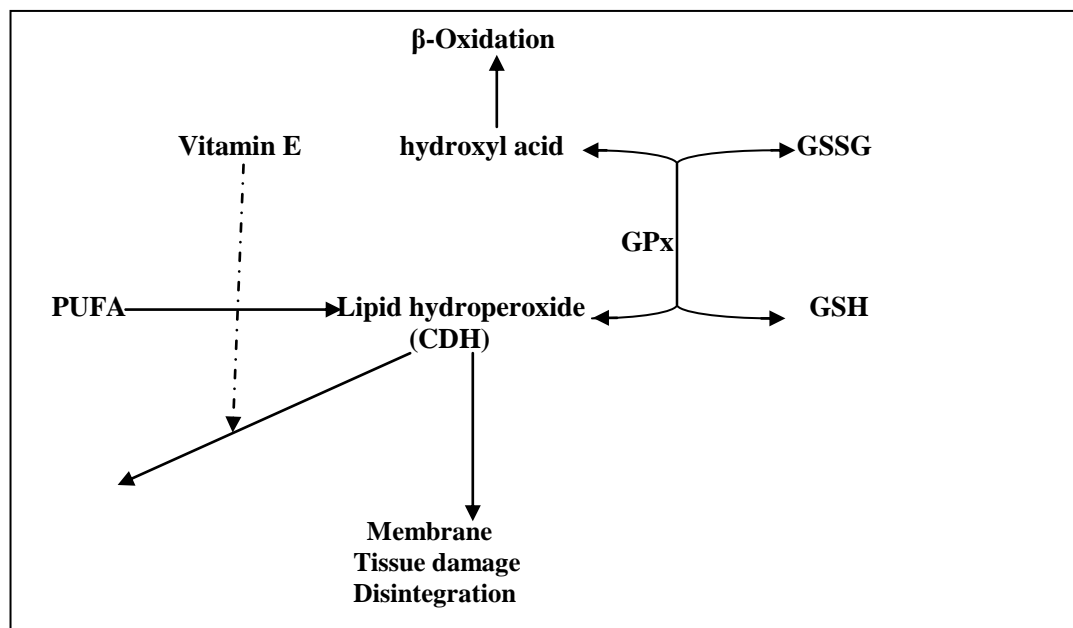 β-Oxidation
Vitamin E
hydroxyl acid
GSSG
GPx
PUFA
Lipid hydroperoxide
(CDH)
GSH
Membrane
Tissue damage
Disintegration